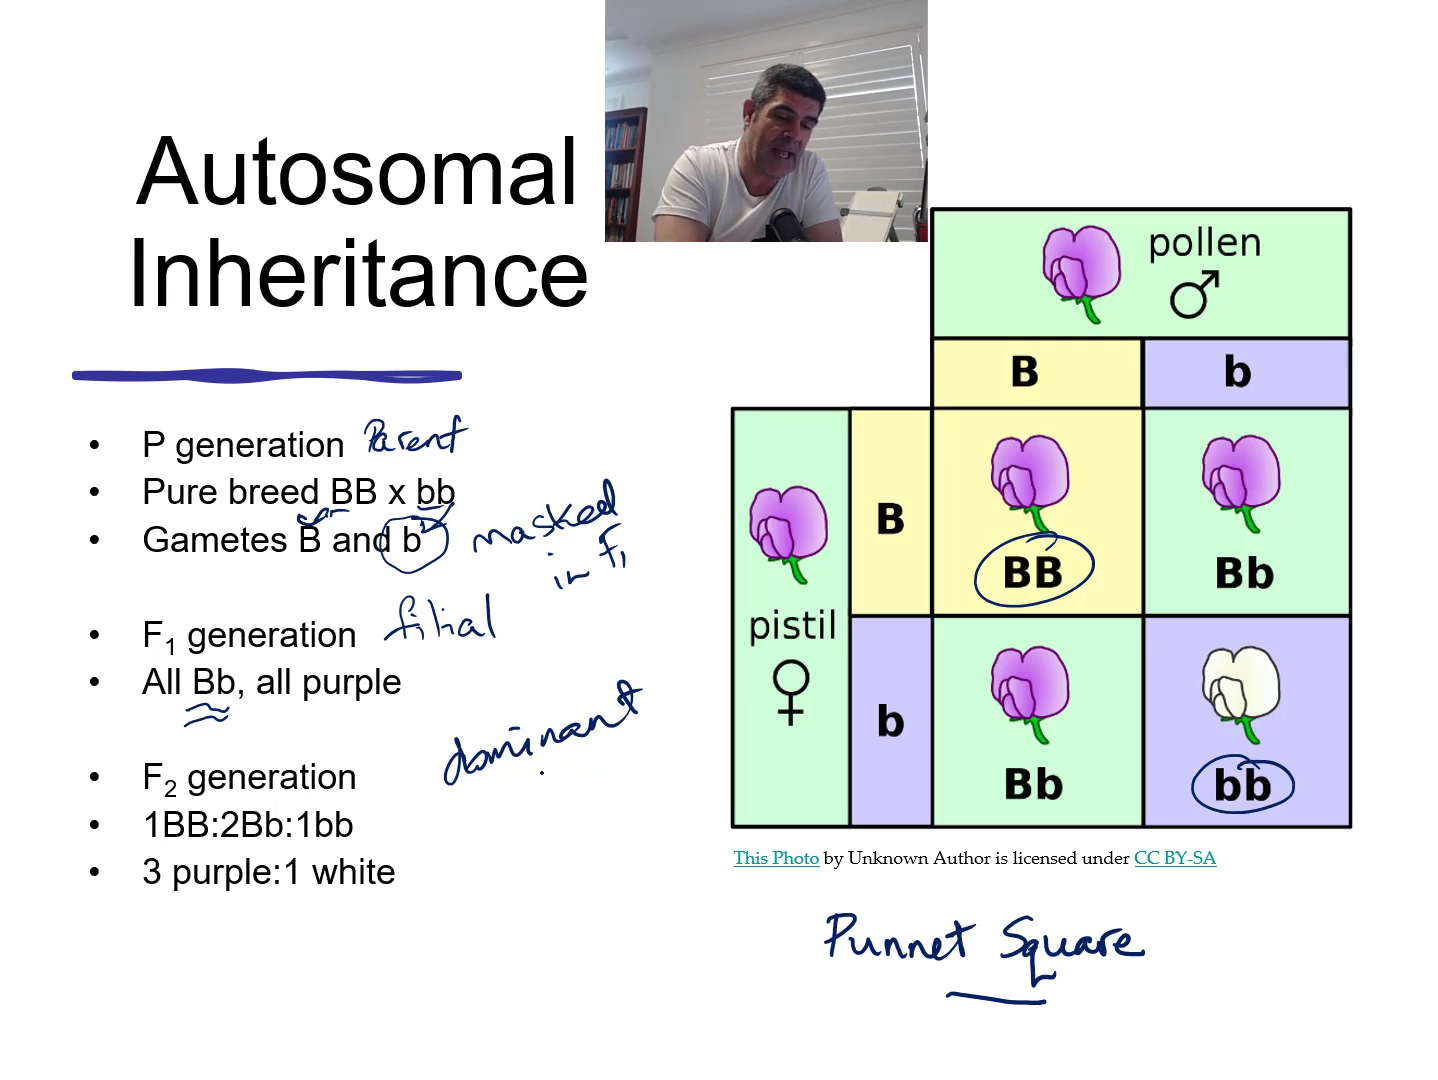 Autosomal
Inheritance
• P generation Parent
• Pure breed BB x bb
• Gametes B and b
masked
in F₁
• F₁ generation filial
• All Bb, all purple
dominant
• F₂ generation
• 1BB:2Bb:1bb
• 3 purple:1 white
pollen
♂
B b
pistil
♀
B
b
BB Bb
Bb bb
This Photo by Unknown Author is licensed under CC BY-SA
Punnet Square